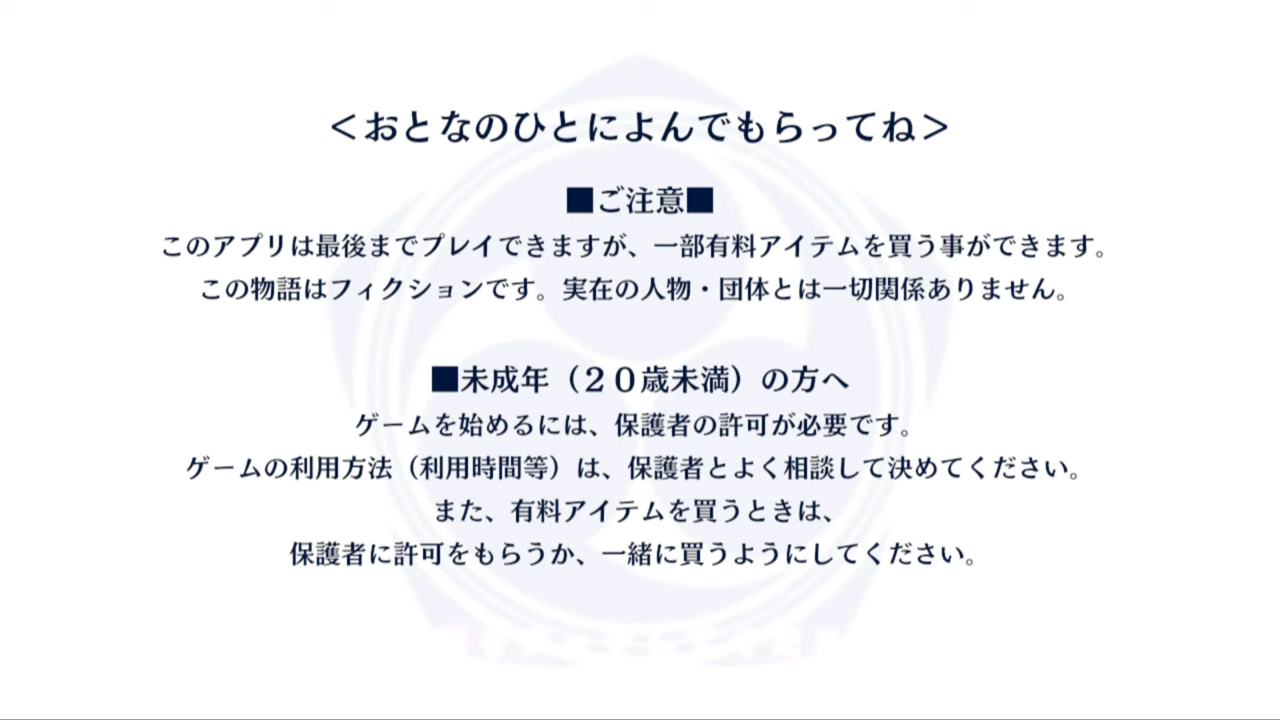 ＜おとなのひとによんでもらってね＞
■ご注意■
このアプリは最後までプレイできますが、一部有料アイテムを買う事ができます。
この物語はフィクションです。実在の人物・団体とは一切関係ありません。
■未成年（２０歳未満）の方へ
ゲームを始めるには、保護者の許可が必要です。
ゲームの利用方法（利用時間等）は、保護者とよく相談して決めてください。
また、有料アイテムを買うときは、
保護者に許可をもらうか、一緒に買うようにしてください。